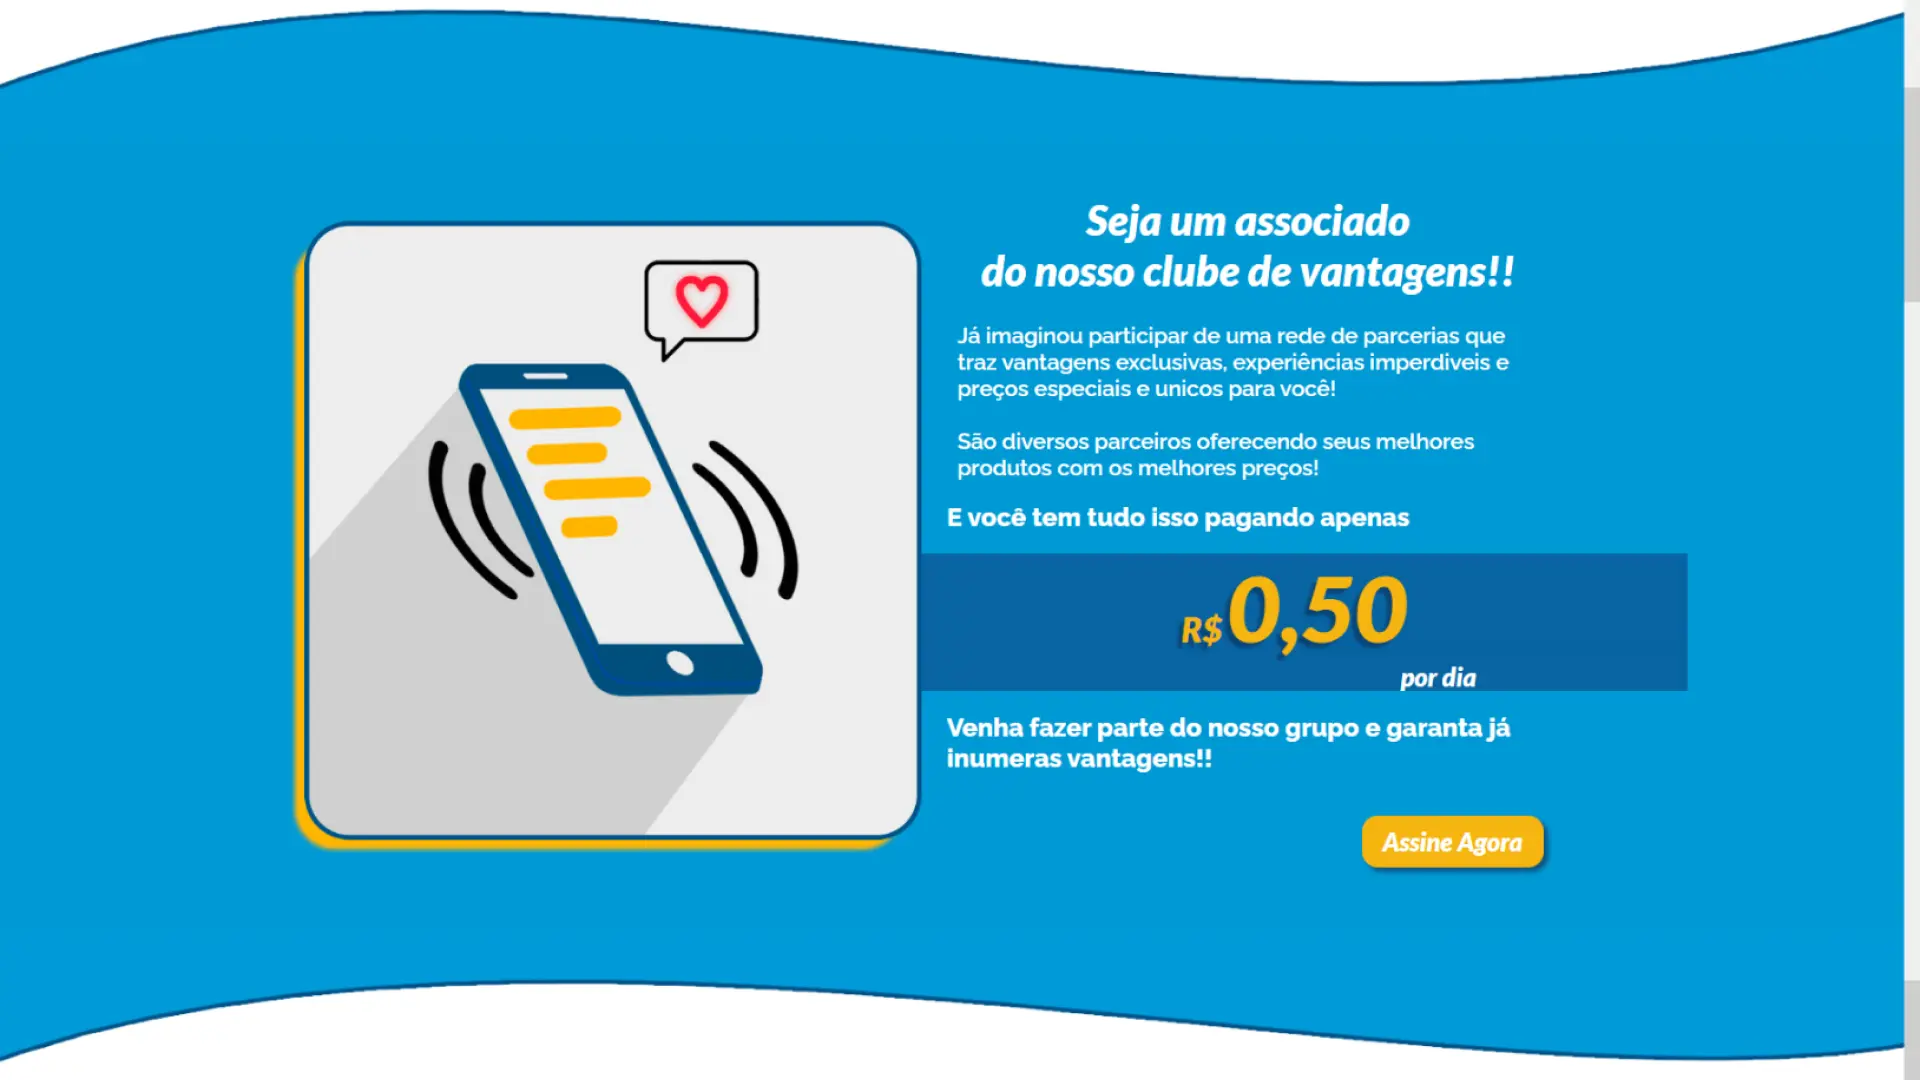 Seja um associado
do nosso clube de vantagens!!
Já imaginou participar de uma rede de parcerias que
traz vantagens exclusivas, experiências imperdiveis e
preços especiais e unicos para você!
São diversos parceiros oferecendo seus melhores
produtos com os melhores preços!
E você tem tudo isso pagando apenas
R$0,50
por dia
Venha fazer parte do nosso grupo e garanta já
inumeras vantagens!!
Assine Agora